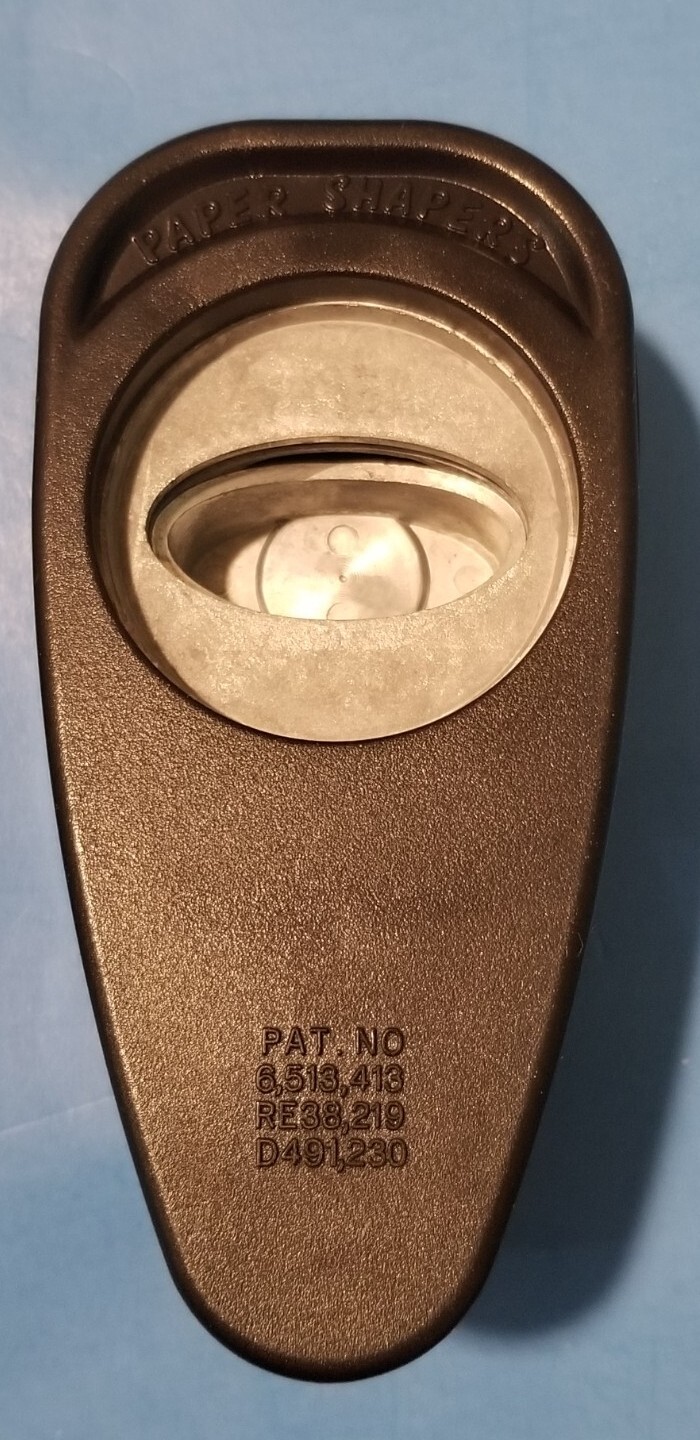 PAPER SHAPERS
PAT. NO
6,513,413
RE38,219
D491,230